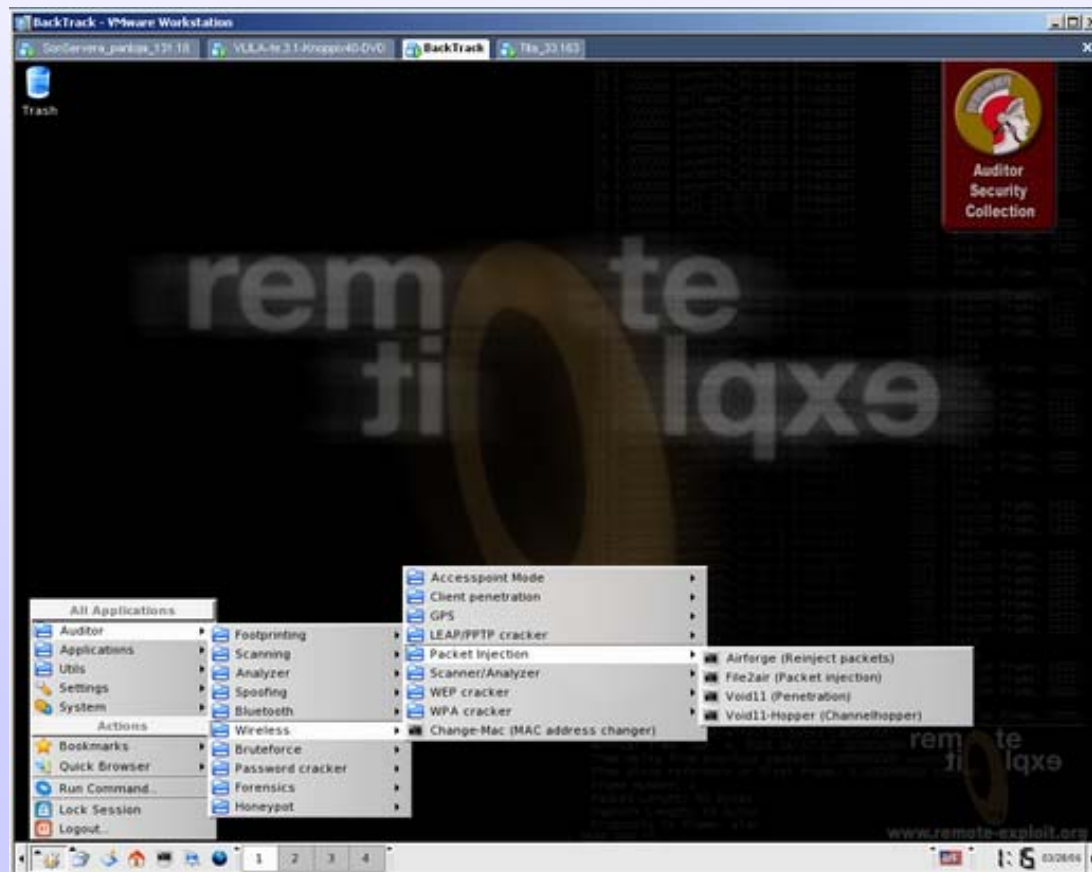 BackTrack - VMware Workstation
BackTrack
Trash
Auditor
Security
Collection
remote
exploit
All Applications
Auditor
Applications
Utils
Settings
System
Actions
Bookmarks
Quick Browser
Run Command..
Lock Session
Logout..
Footprinting
Scanning
Analyzer
Spoofing
Bluetooth
Wireless
Bruteforce
Password cracker
Forensics
Honeypot
Accesspoint Mode
Client penetration
GPS
LEAP/PPTP cracker
Packet Injection
Scanner/Analyzer
WEP cracker
WPA cracker
Change-Mac (MAC address changer)
Airforge (Reinject packets)
File2air (Packet injection)
Void11 (Penetration)
Void11-Hopper (Channelhopper)
remote
exploit
www.remote-exploit.org
1 2 3 4